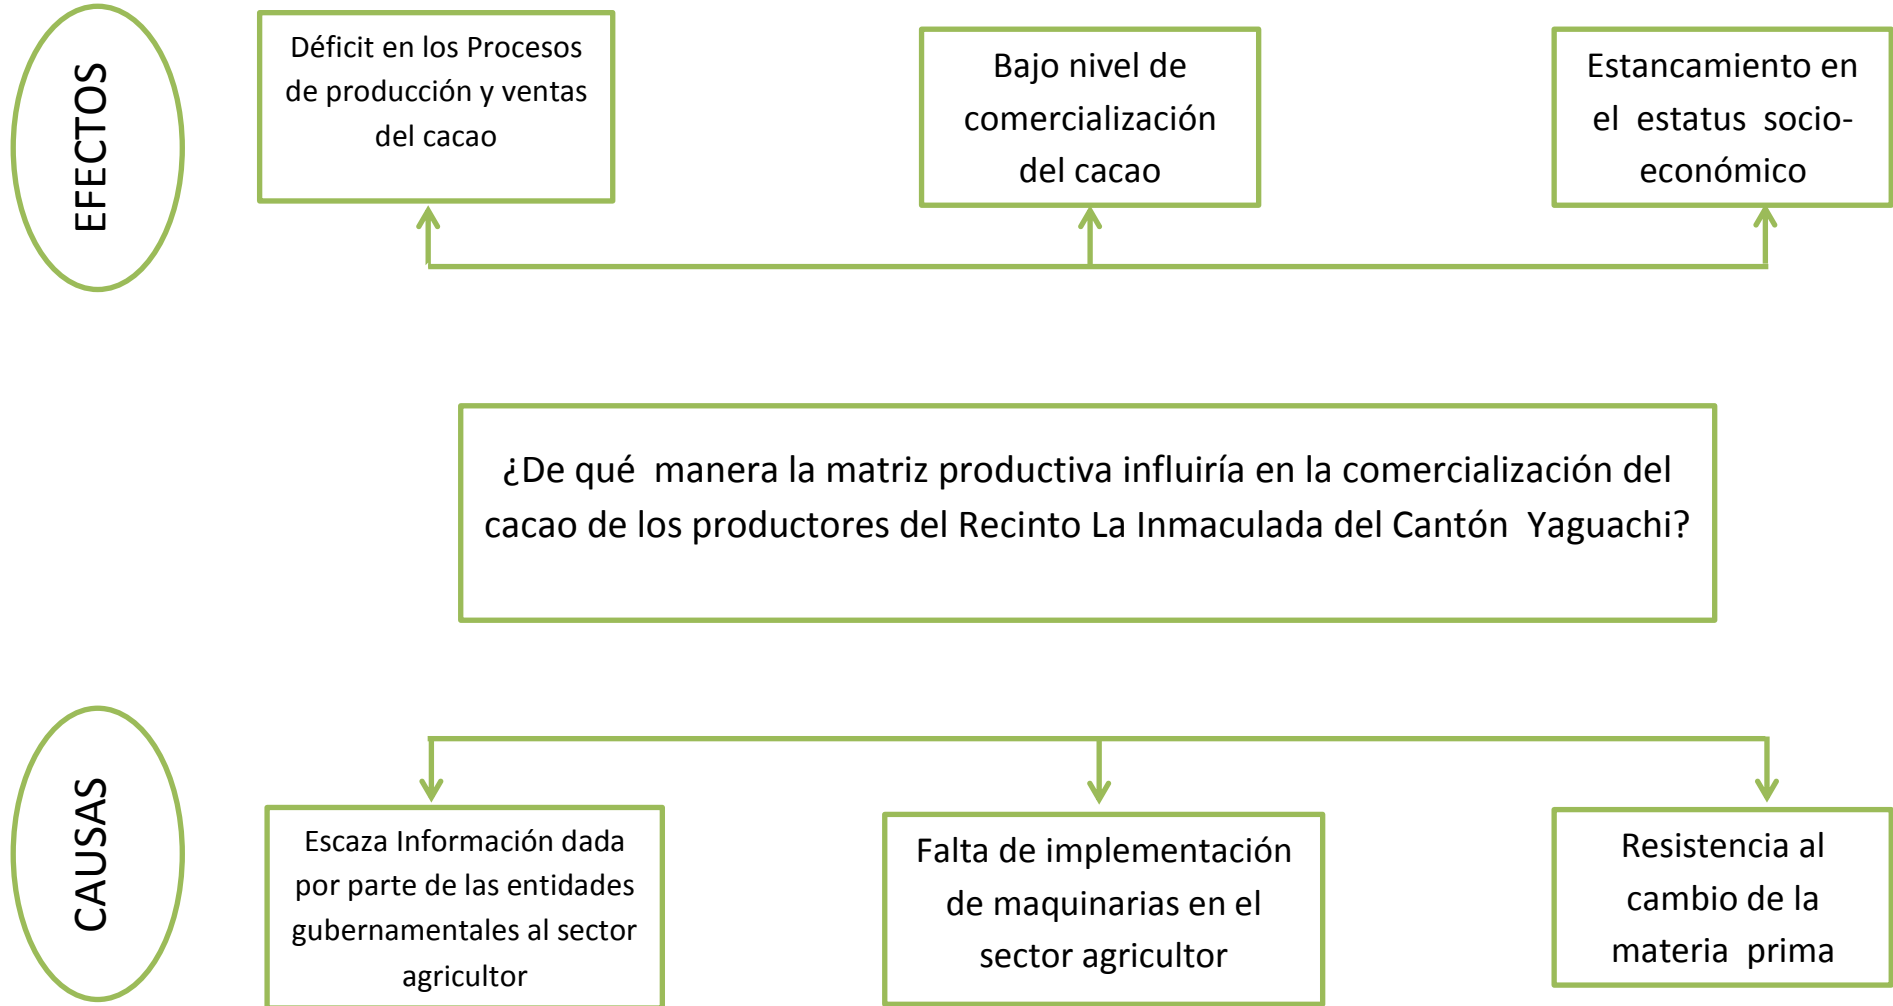 EFECTOS
Déficit en los Procesos
de producción y ventas
del cacao
Bajo nivel de
comercialización
del cacao
Estancamiento en
el estatus socio-
económico
¿De qué manera la matriz productiva influiría en la comercialización del
cacao de los productores del Recinto La Inmaculada del Cantón Yaguachi?
CAUSAS
Escaza Información dada
por parte de las entidades
gubernamentales al sector
agricultor
Falta de implementación
de maquinarias en el
sector agricultor
Resistencia al
cambio de la
materia prima